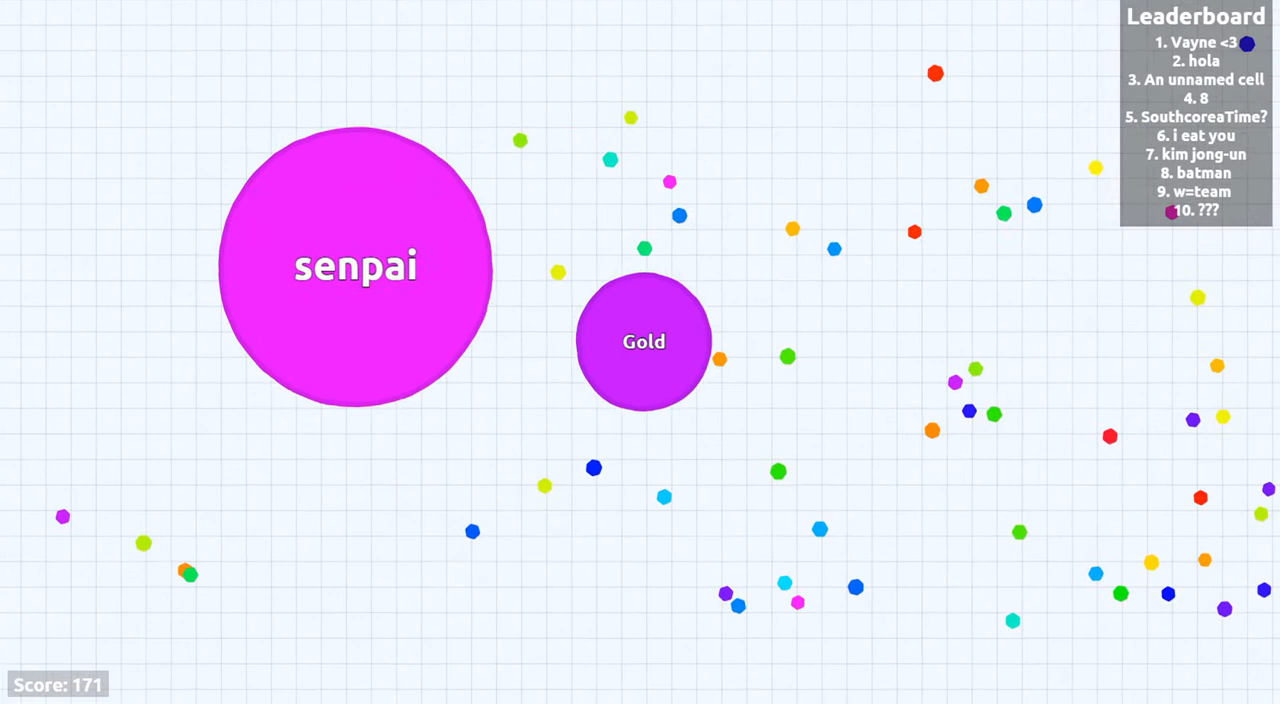 Leaderboard
1. Vayne <3
2. hola
3. An unnamed cell
4. 8
5. SouthcoreaTime?
6. i eat you
7. kim jong-un
8. batman
9. w=team
10. ???
senpai
Gold
Score: 171